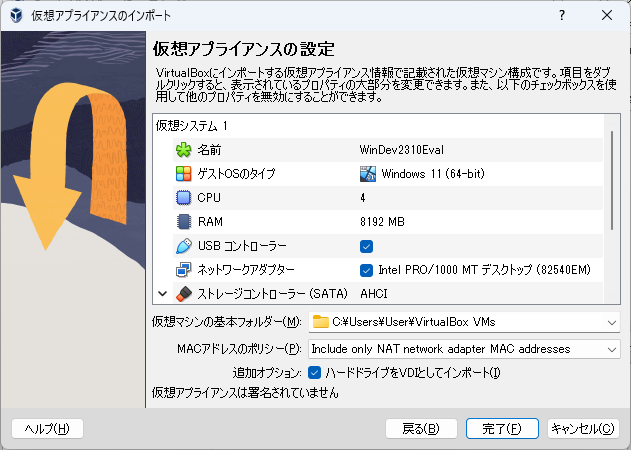 仮想アプライアンスのインポート
仮想アプライアンスの設定
VirtualBoxにインポートする仮想アプライアンス情報で記載された仮想マシン構成です。項目をダブ
ルクリックすると、表示されているプロパティの大部分を変更できます。また、以下のチェックボックスを使
用して他のプロパティを無効にすることができます。
仮想システム 1
名前 WinDev2310Eval
ゲストOSのタイプ Windows 11 (64-bit)
CPU 4
RAM 8192 MB
USB コントローラー
ネットワークアダプター Intel PRO/1000 MT デスクトップ (82540EM)
ストレージコントローラー (SATA) AHCI
仮想マシンの基本フォルダー(M): C:¥Users¥User¥VirtualBox VMs
MACアドレスのポリシー(P): Include only NAT network adapter MAC addresses
追加オプション: ハードドライブをVDIとしてインポート(I)
仮想アプライアンスは署名されていません
ヘルプ(H) 戻る(B) 完了(F) キャンセル(C)